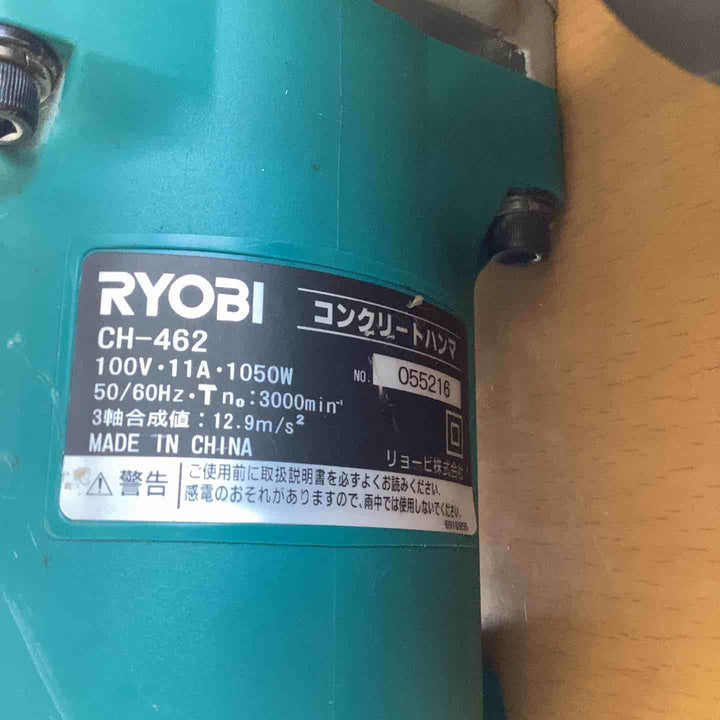 RYOBI
コンクリートハンマ
CH-462
100V・11A・1050W
NO. 055216
50/60Hz・T n₀:3000min⁻¹
3軸合成値:12.9m/s²
MADE IN CHINA
リョービ株式会社
警告
ご使用前に取扱説明書を必ずよくお読みください。
感電のおそれがありますので、雨中では使用しないでください。
6918955